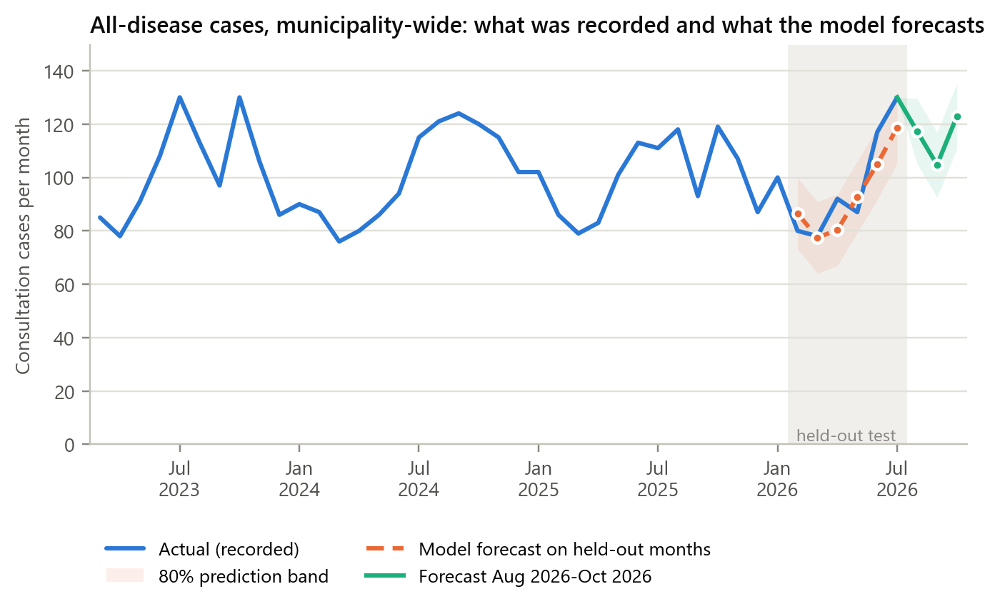 All-disease cases, municipality-wide: what was recorded and what the model forecasts
Consultation cases per month
140
120
100
80
60
40
20
0
held-out test
Jul
2023
Jan
2024
Jul
2024
Jan
2025
Jul
2025
Jan
2026
Jul
2026
Actual (recorded)
80% prediction band
Model forecast on held-out months
Forecast Aug 2026-Oct 2026